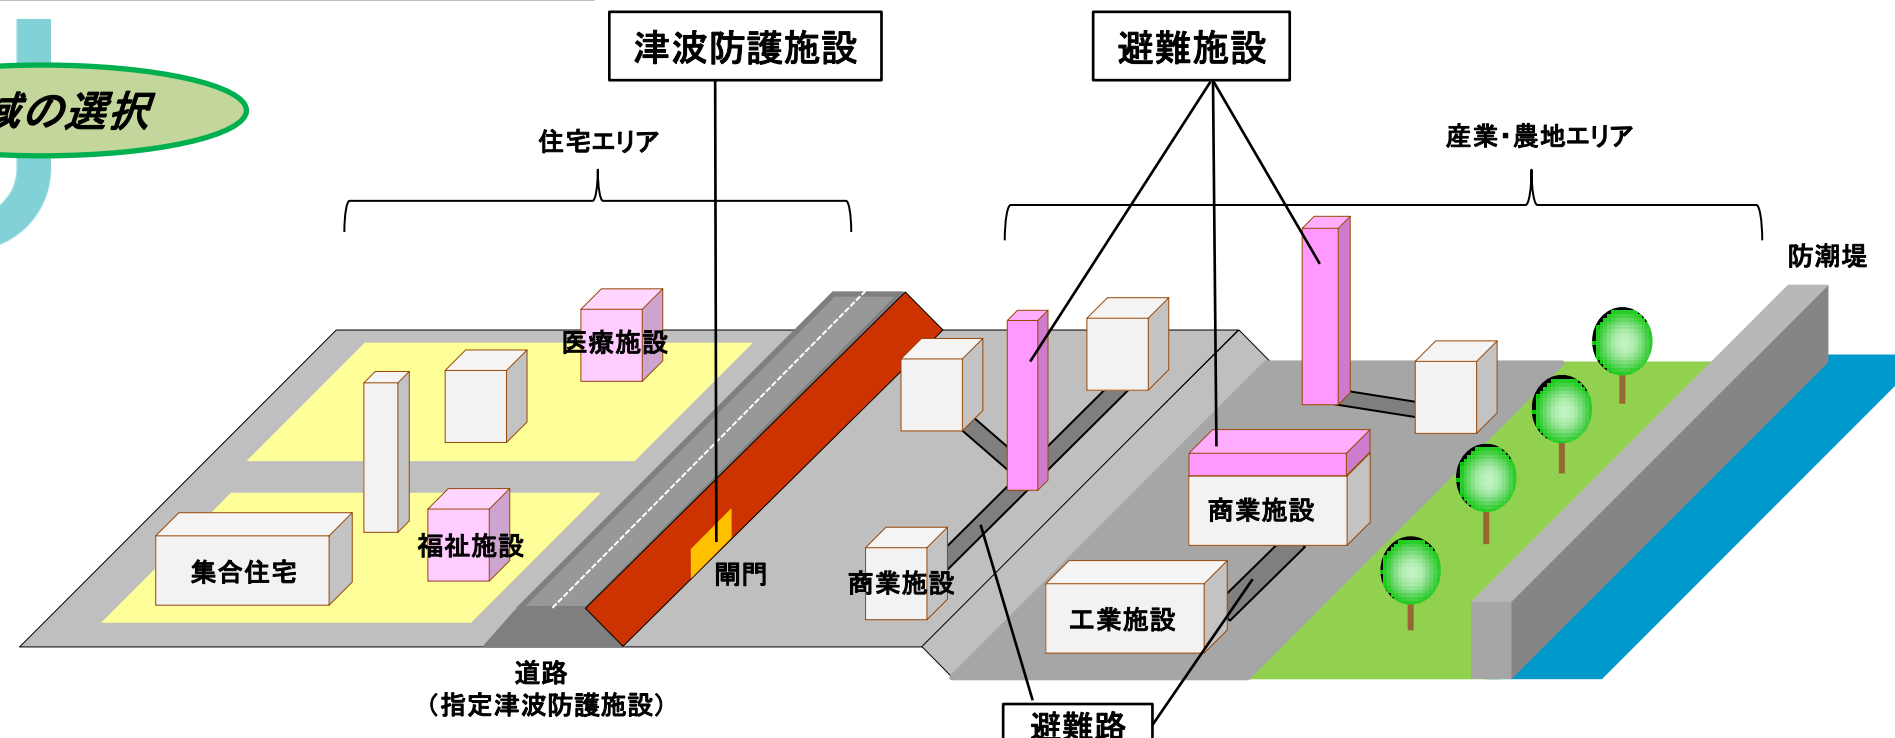 津波防護施設
避難施設
域の選択
住宅エリア
産業・農地エリア
防潮堤
医療施設
商業施設
福祉施設
集合住宅
閘門
商業施設
工業施設
道路
（指定津波防護施設）
避難路